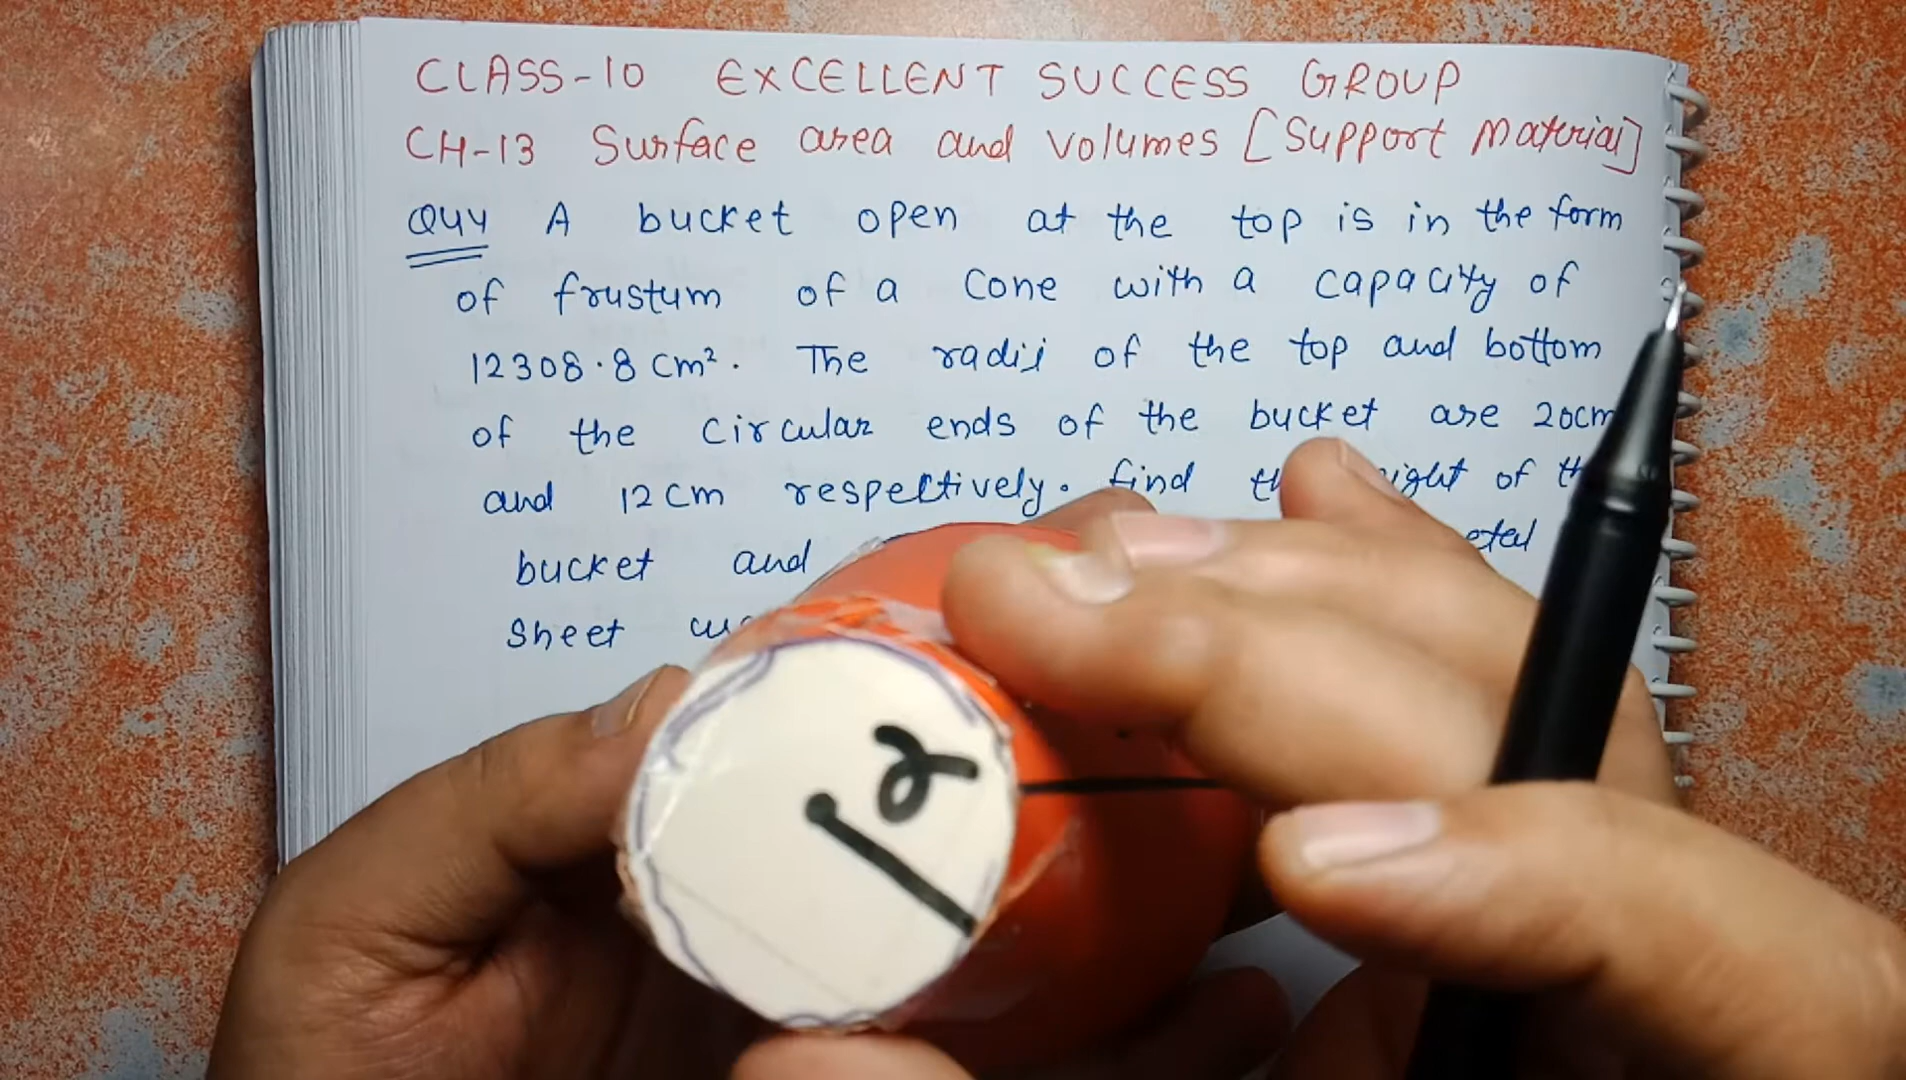 CLASS-10 EXCELLENT SUCCESS GROUP
CH-13 Surface area and volumes [Support Material]
Q44 A bucket open at the top is in the form
of frustum of a cone with a capacity of
12308.8 cm². The radii of the top and bottom
of the circular ends of the bucket are 20cm
and 12 cm respectively. find of
bucket and
Sheet
r